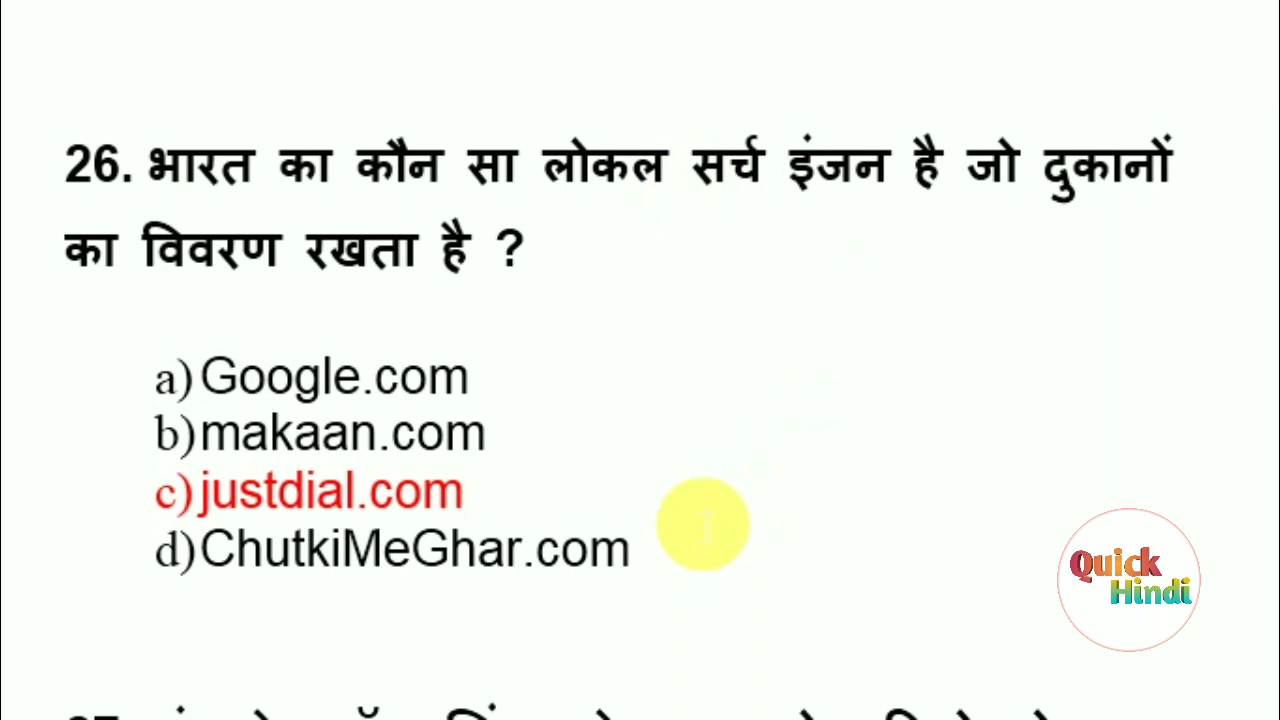 26. भारत का कौन सा लोकल सर्च इंजन है जो दुकानों
का विवरण रखता है ?
a) Google.com
b) makaan.com
c) justdial.com
d) ChutkiMeGhar.com
Quick
Hindi